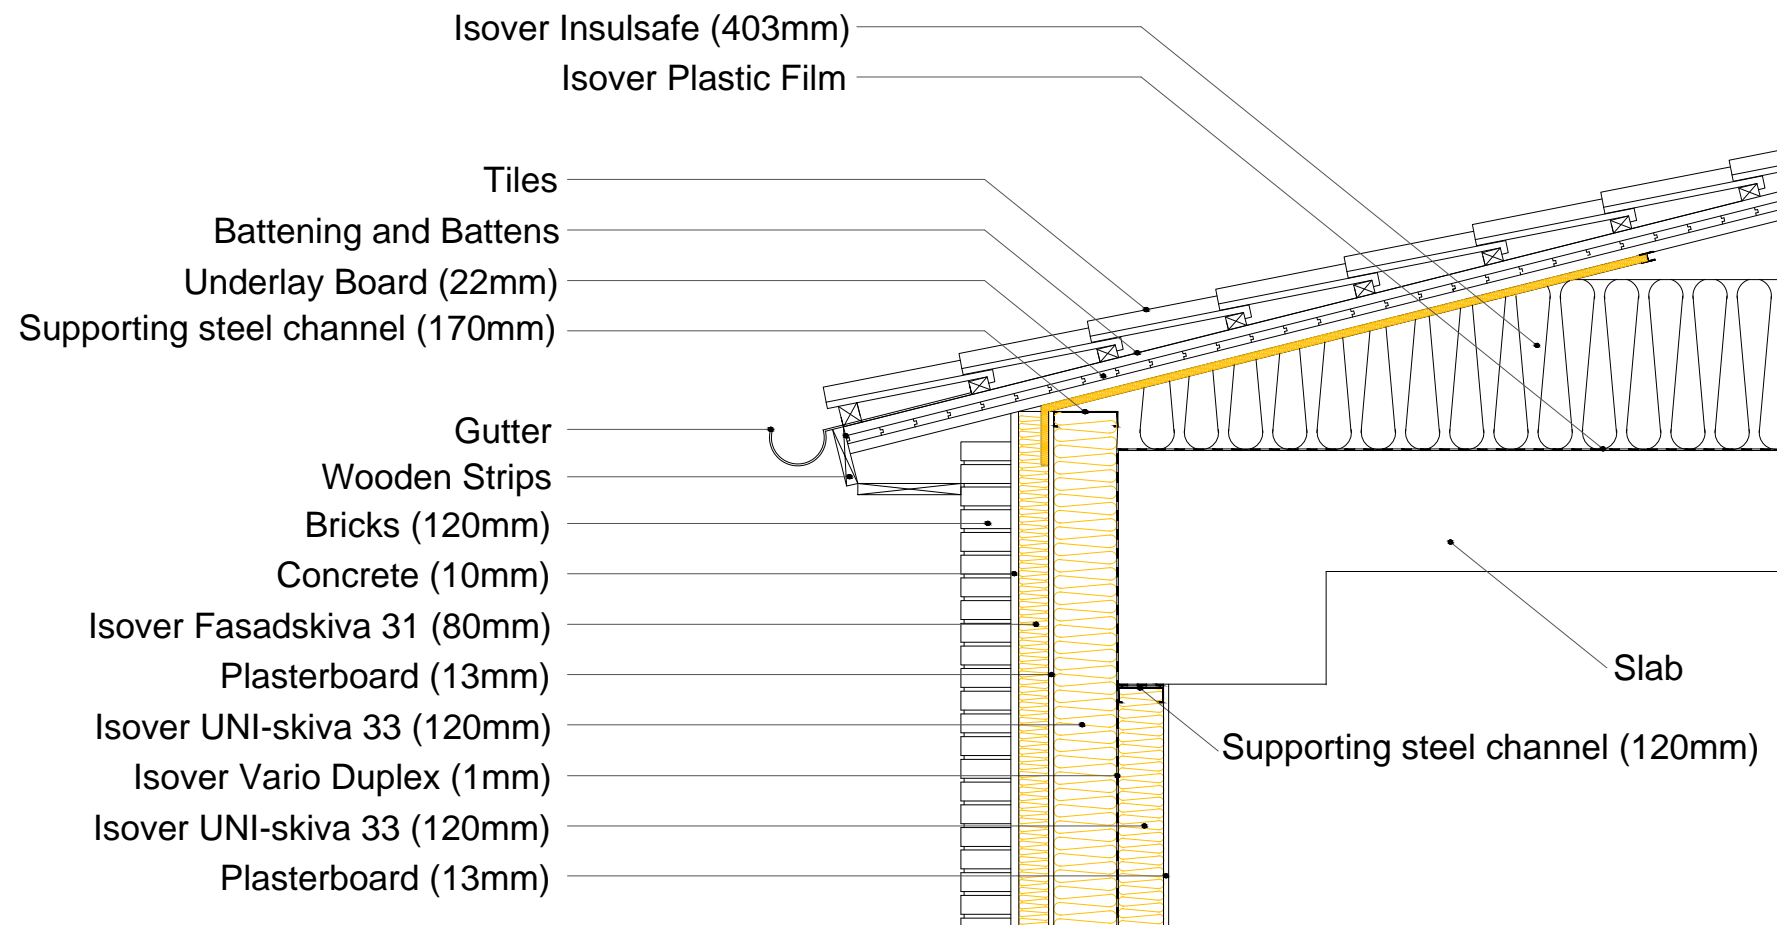 Isover Insulsafe (403mm)
Isover Plastic Film
Tiles
Battening and Battens
Underlay Board (22mm)
Supporting steel channel (170mm)
Gutter
Wooden Strips
Bricks (120mm)
Concrete (10mm)
Isover Fasadskiva 31 (80mm)
Plasterboard (13mm)
Slab
Isover UNI-skiva 33 (120mm)
Supporting steel channel (120mm)
Isover Vario Duplex (1mm)
Isover UNI-skiva 33 (120mm)
Plasterboard (13mm)